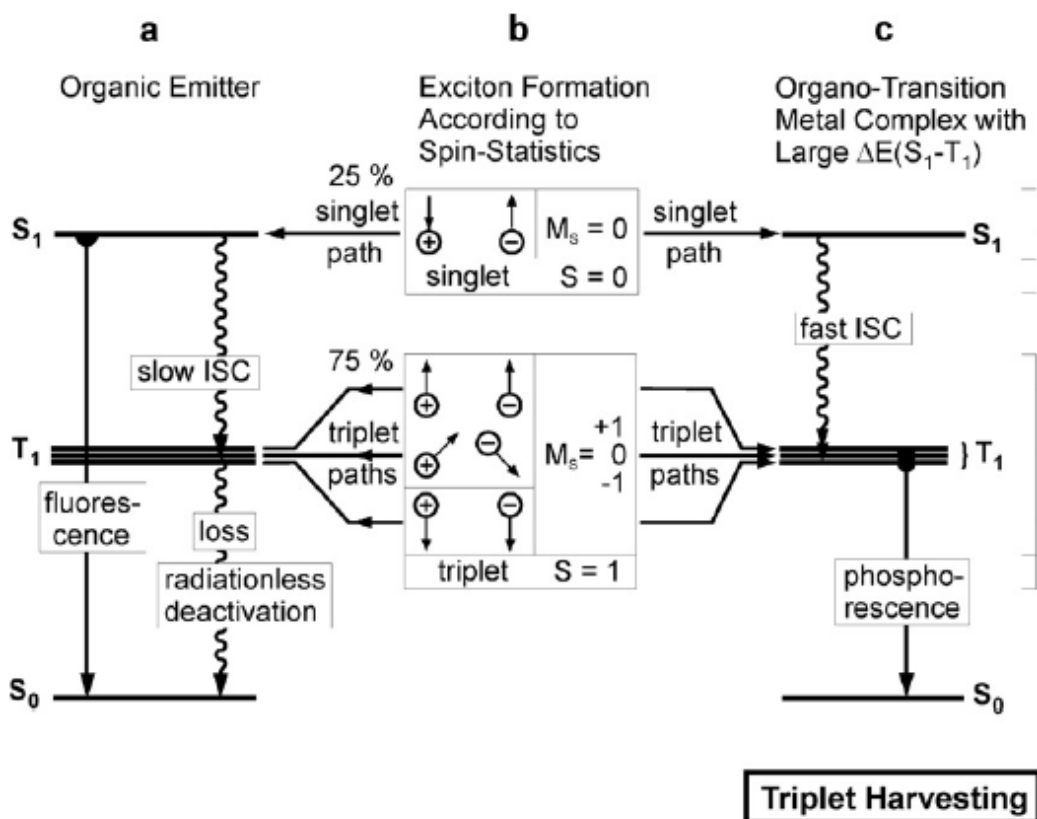 a
b
c
Organic Emitter
Exciton Formation
According to
Spin-Statistics
Organo-Transition
Metal Complex with
Large ΔE(S₁-T₁)
25 %
singlet
path
S₁
+
−
Mₛ = 0
singlet S = 0
singlet
path
S₁
slow ISC
fast ISC
75 %
triplet
paths
+ −
+ −
+ −
+1
Mₛ= 0
-1
triplet S = 1
triplet
paths
T₁
} T₁
fluores-
cence
loss
radiationless
deactivation
phospho-
rescence
S₀
S₀
Triplet Harvesting